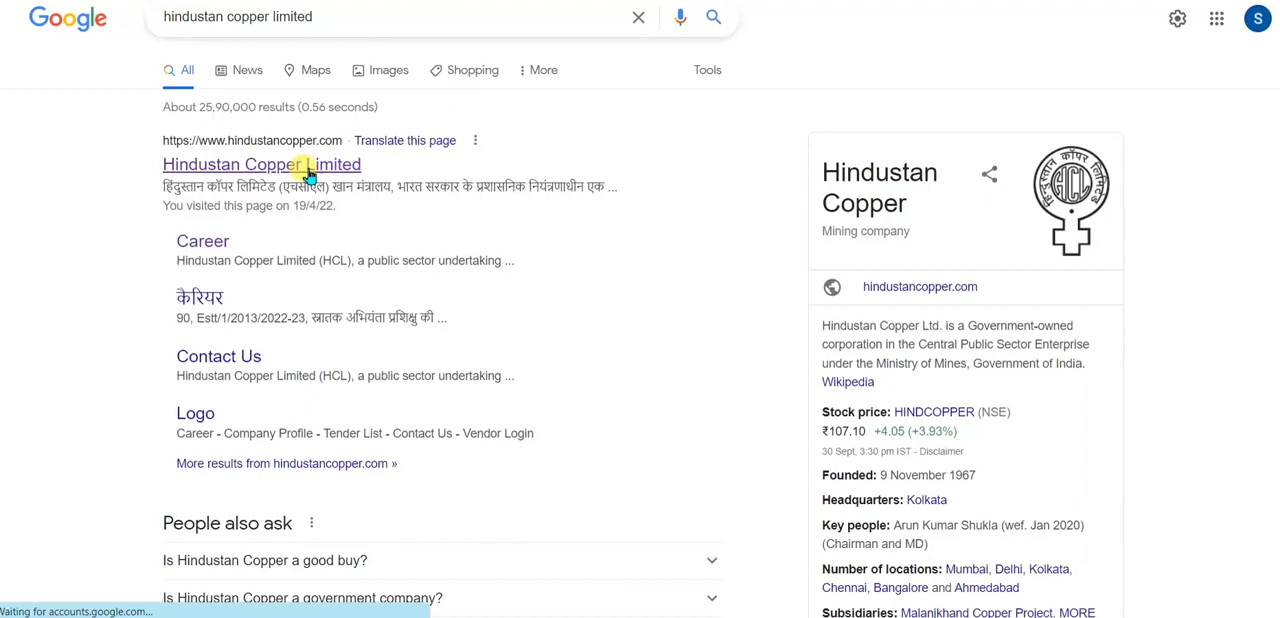 Google
hindustan copper limited
S
All
News
Maps
Images
Shopping
More
Tools
About 25,90,000 results (0.56 seconds)
https://www.hindustancopper.com · Translate this page
Hindustan Copper Limited
हिंदुस्तान कॉपर लिमिटेड (एचसीएल) खान मंत्रालय, भारत सरकार के प्रशासनिक नियंत्रणाधीन एक ...
You visited this page on 19/4/22.
Career
Hindustan Copper Limited (HCL), a public sector undertaking ...
कैरियर
90, Estt/1/2013/2022-23, स्नातक अभियंता प्रशिक्षु की ...
Contact Us
Hindustan Copper Limited (HCL), a public sector undertaking ...
Logo
Career - Company Profile - Tender List - Contact Us - Vendor Login
More results from hindustancopper.com »
People also ask
Is Hindustan Copper a good buy?
Is Hindustan Copper a government company?
Waiting for accounts.google.com...
Hindustan
Copper
Mining company
हिन्दुस्तान कॉपर लिमिटेड
HCL
hindustancopper.com
Hindustan Copper Ltd. is a Government-owned
corporation in the Central Public Sector Enterprise
under the Ministry of Mines, Government of India.
Wikipedia
Stock price: HINDCOPPER (NSE)
₹107.10 +4.05 (+3.93%)
30 Sept, 3:30 pm IST - Disclaimer
Founded: 9 November 1967
Headquarters: Kolkata
Key people: Arun Kumar Shukla (wef. Jan 2020)
(Chairman and MD)
Number of locations: Mumbai, Delhi, Kolkata,
Chennai, Bangalore and Ahmedabad
Subsidiaries: Malanjkhand Copper Project, MORE